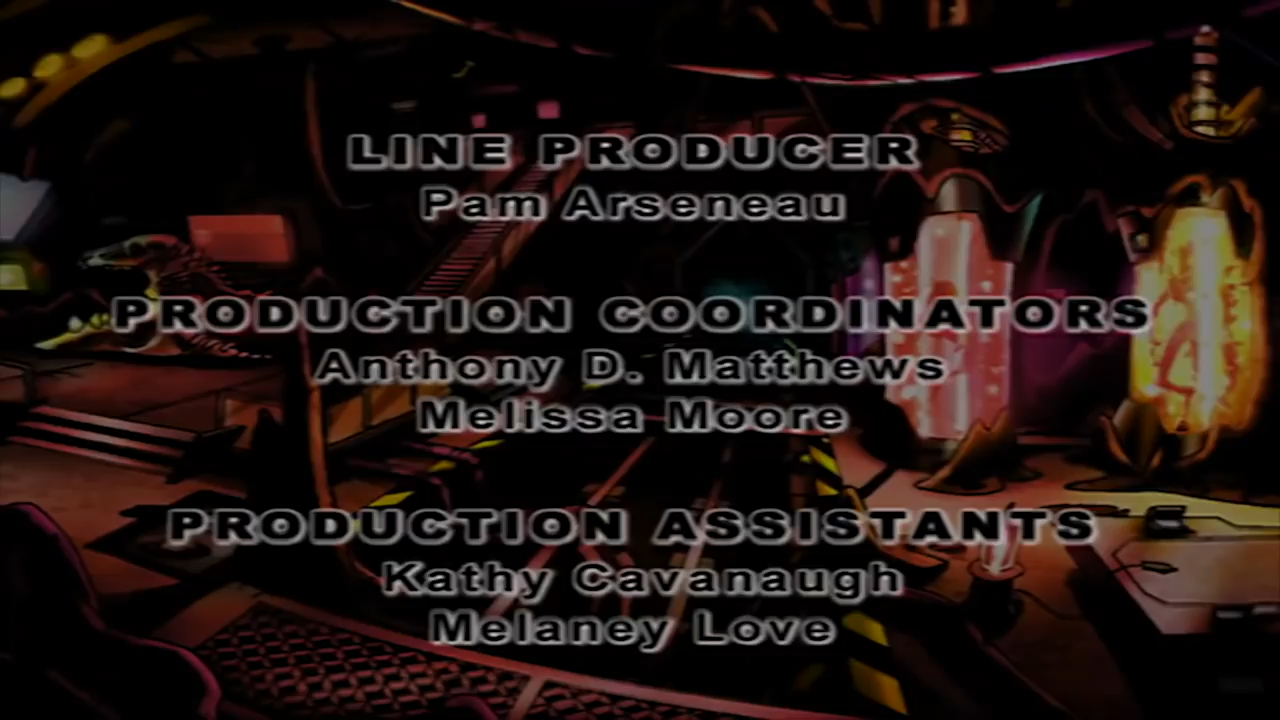 LINE PRODUCER
Pam Arseneau
PRODUCTION COORDINATORS
Anthony D. Matthews
Melissa Moore
PRODUCTION ASSISTANTS
Kathy Cavanaugh
Melaney Love